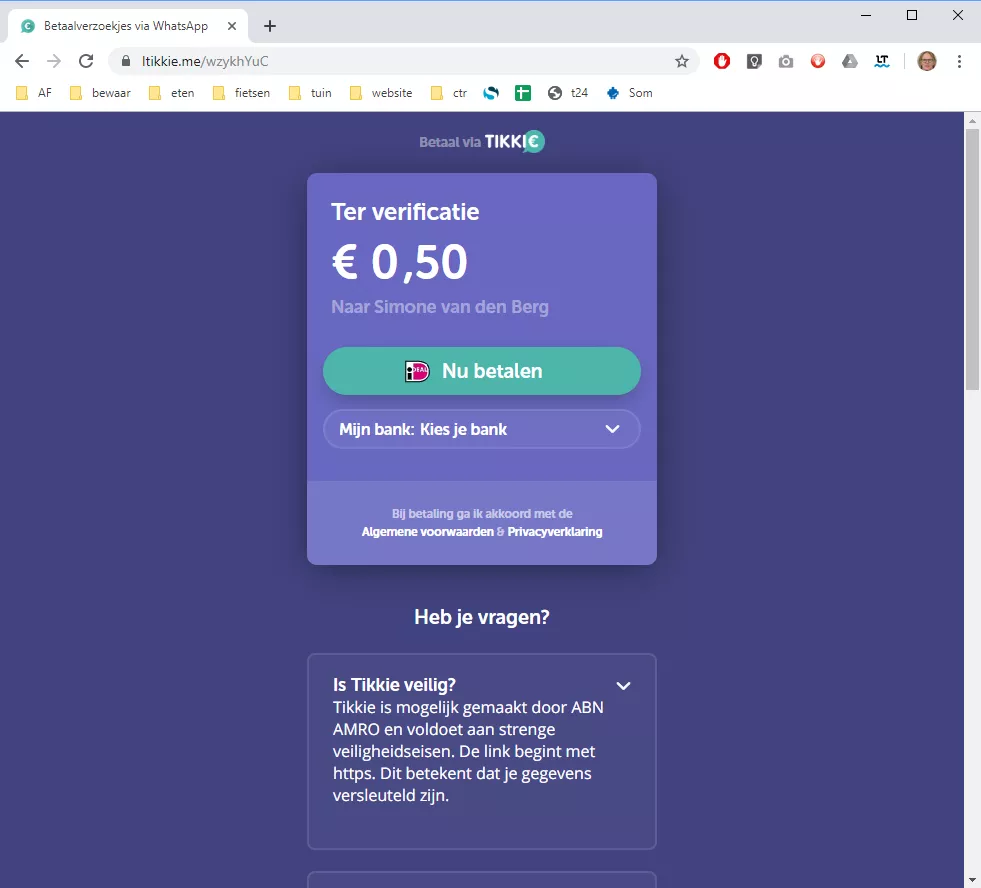 Betaalverzoekjes via WhatsApp
ltikkie.me/wzykhYuC
LT
AF bewaar eten fietsen tuin website ctr t24 Som
Betaal via TIKKI€
Ter verificatie
€ 0,50
Naar Simone van den Berg
iDEAL Nu betalen
Mijn bank: Kies je bank
Bij betaling ga ik akkoord met de
Algemene voorwaarden & Privacyverklaring
Heb je vragen?
Is Tikkie veilig?
Tikkie is mogelijk gemaakt door ABN
AMRO en voldoet aan strenge
veiligheidseisen. De link begint met
https. Dit betekent dat je gegevens
versleuteld zijn.